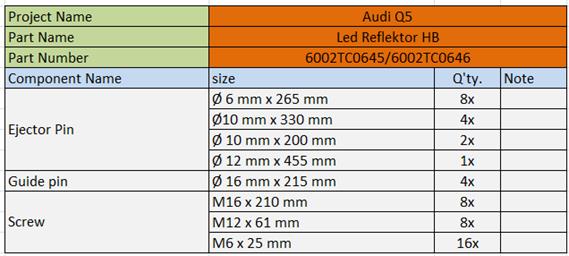 Project Name Audi Q5
Part Name Led Reflektor HB
Part Number 6002TC0645/6002TC0646
Component Name size Q'ty. Note
Ejector Pin Ø 6 mm x 265 mm 8x
Ø10 mm x 330 mm 4x
Ø 10 mm x 200 mm 2x
Ø 12 mm x 455 mm 1x
Guide pin Ø 16 mm x 215 mm 4x
Screw M16 x 210 mm 8x
M12 x 61 mm 8x
M6 x 25 mm 16x